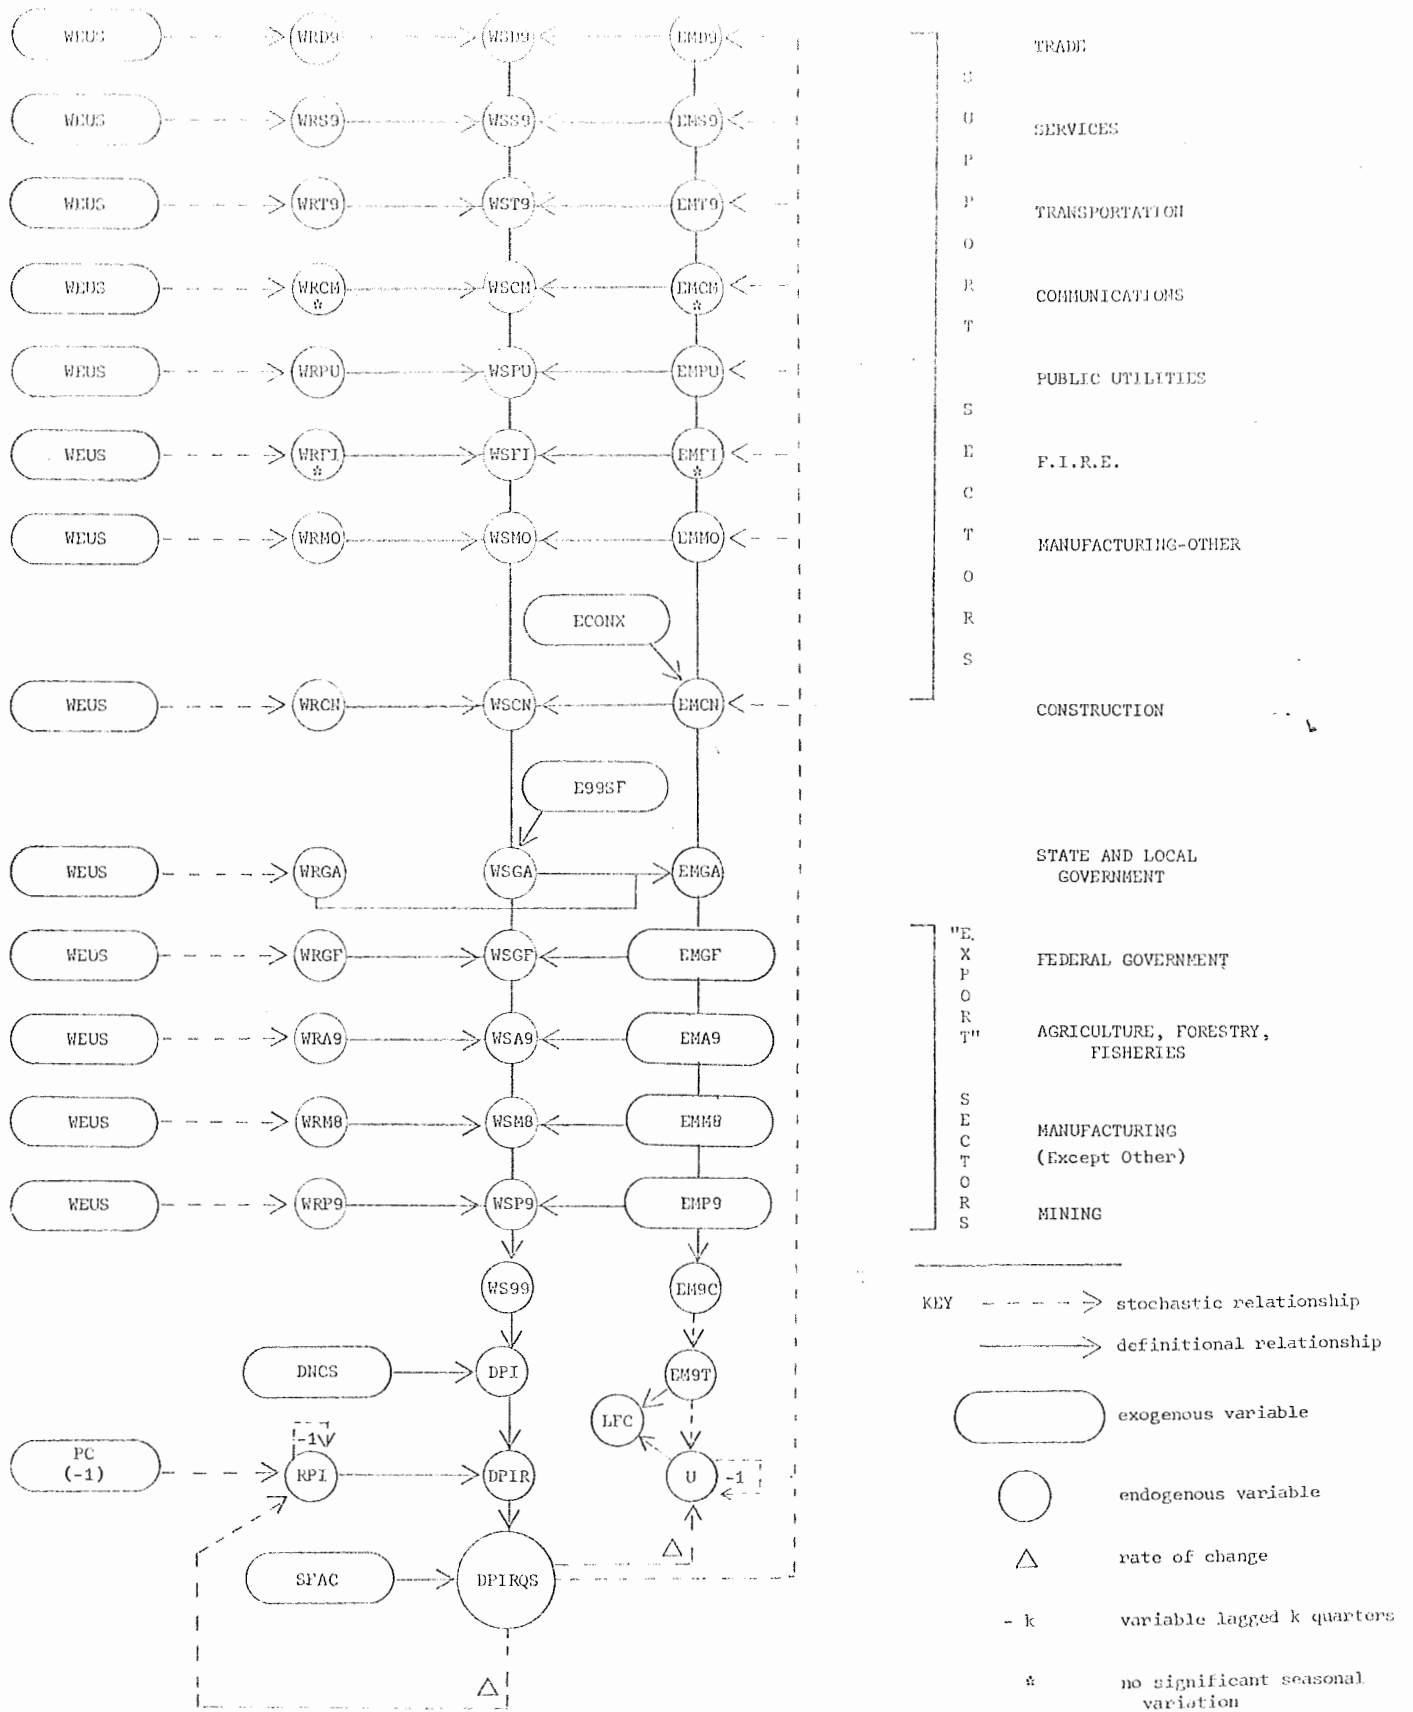 WEUS WRD9 WSD9 EMD9 TRADE
WEUS WRS9 WSS9 EMS9 SERVICES
WEUS WRT9 WST9 EMT9 TRANSPORTATION
WEUS WRCM * WSCM EMCM * COMMUNICATIONS
WEUS WRPU WSPU EMPU PUBLIC UTILITIES
WEUS WRFI * WSFI EMFI * F.I.R.E.
WEUS WRMO WSMO EMMO MANUFACTURING-OTHER
SUPPORT SECTORS
ECONX
WEUS WRCN WSCN EMCN CONSTRUCTION
E99SF
WEUS WRGA WSGA EMGA STATE AND LOCAL
GOVERNMENT
"EXPORT" SECTORS
WEUS WRGF WSGF EMGF FEDERAL GOVERNMENT
WEUS WRA9 WSA9 EMA9 AGRICULTURE, FORESTRY,
FISHERIES
WEUS WRM8 WSM8 EMM8 MANUFACTURING
(Except Other)
WEUS WRP9 WSP9 EMP9 MINING
WS99 EM9C
DNCS DPI EM9T
LFC
PC
(-1)
-1
RPI DPIR U -1
Δ
SFAC DPIRQS
Δ
KEY stochastic relationship
definitional relationship
exogenous variable
endogenous variable
Δ rate of change
- k variable lagged k quarters
* no significant seasonal
variation